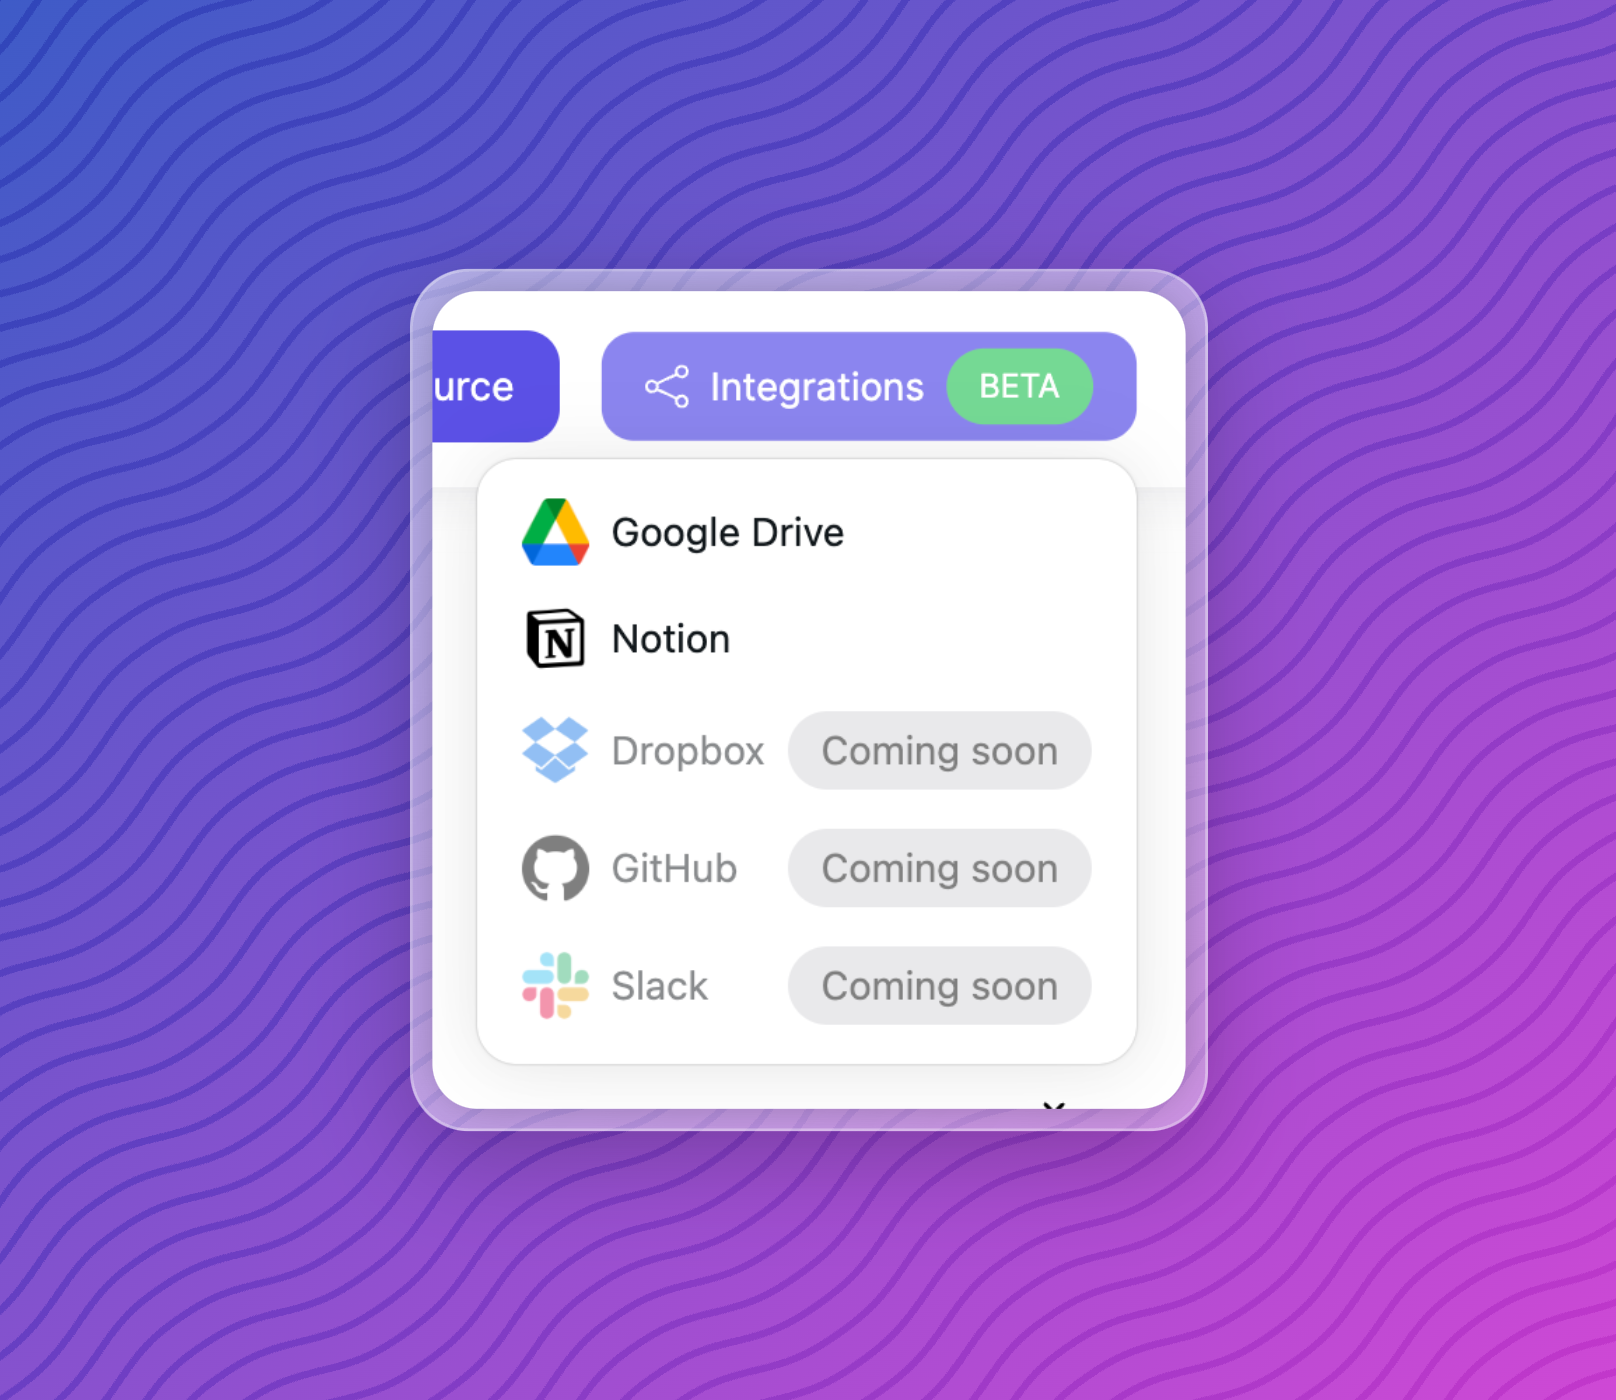 urce
Integrations BETA
Google Drive
Notion
Dropbox Coming soon
GitHub Coming soon
Slack Coming soon